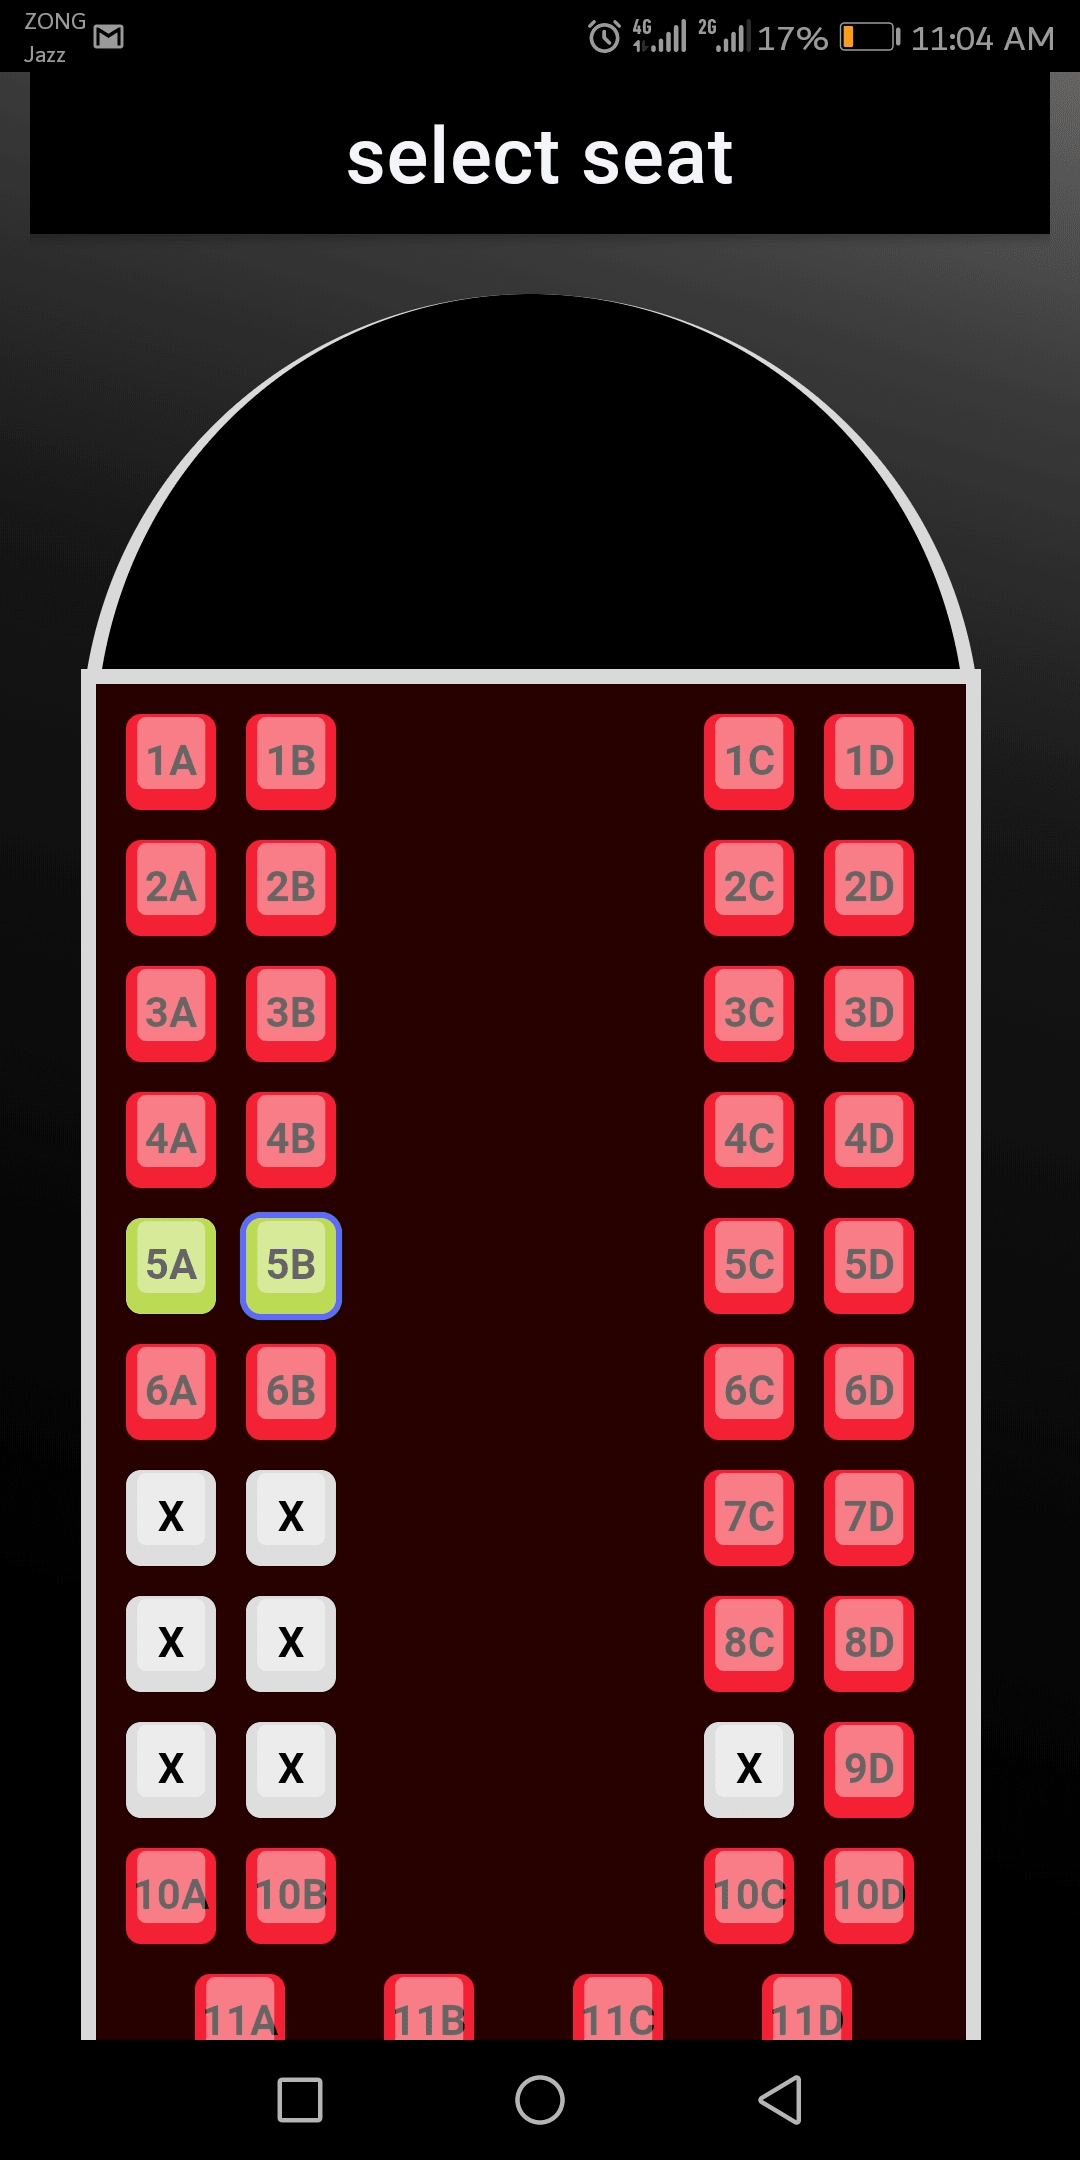 ZONG
Jazz
4G 2G 17% 11:04 AM
select seat
1A 1B 1C 1D
2A 2B 2C 2D
3A 3B 3C 3D
4A 4B 4C 4D
5A 5B 5C 5D
6A 6B 6C 6D
X X 7C 7D
X X 8C 8D
X X X 9D
10A 10B 10C 10D
11A 11B 11C 11D